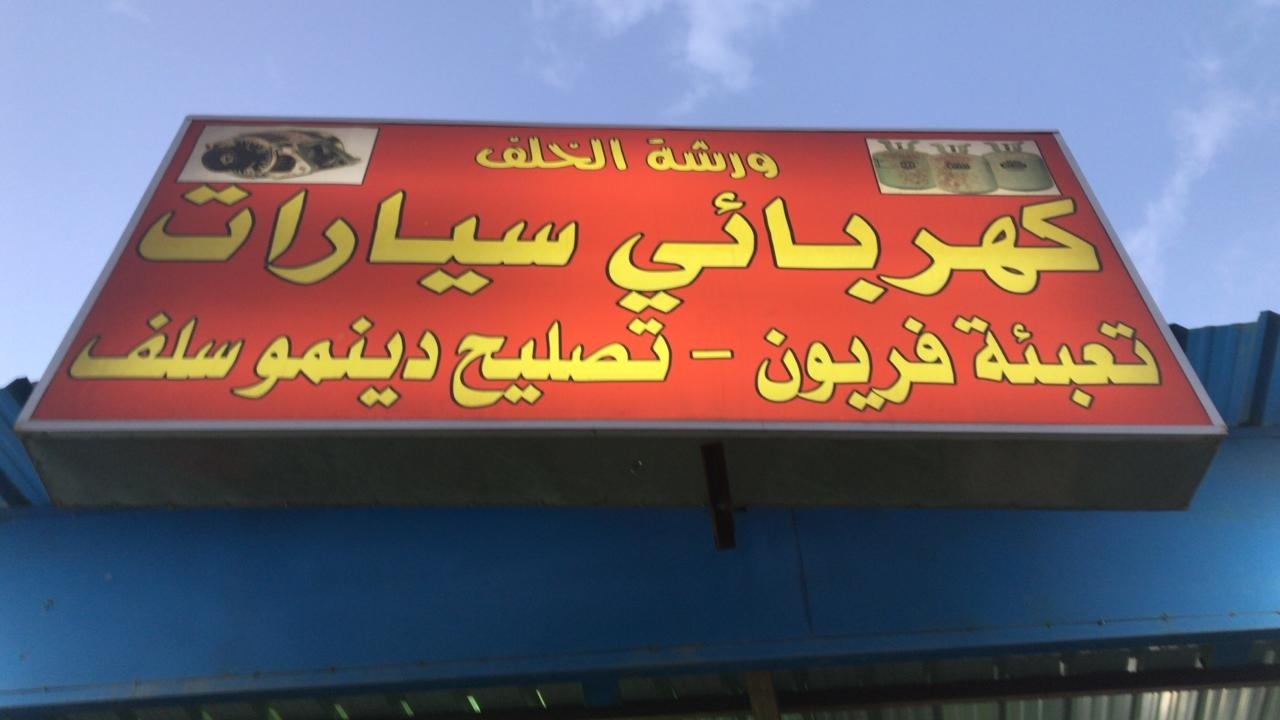 ورشة الخلف
كهربائي سيارات
تعبئة فريون - تصليح دينمو سلف